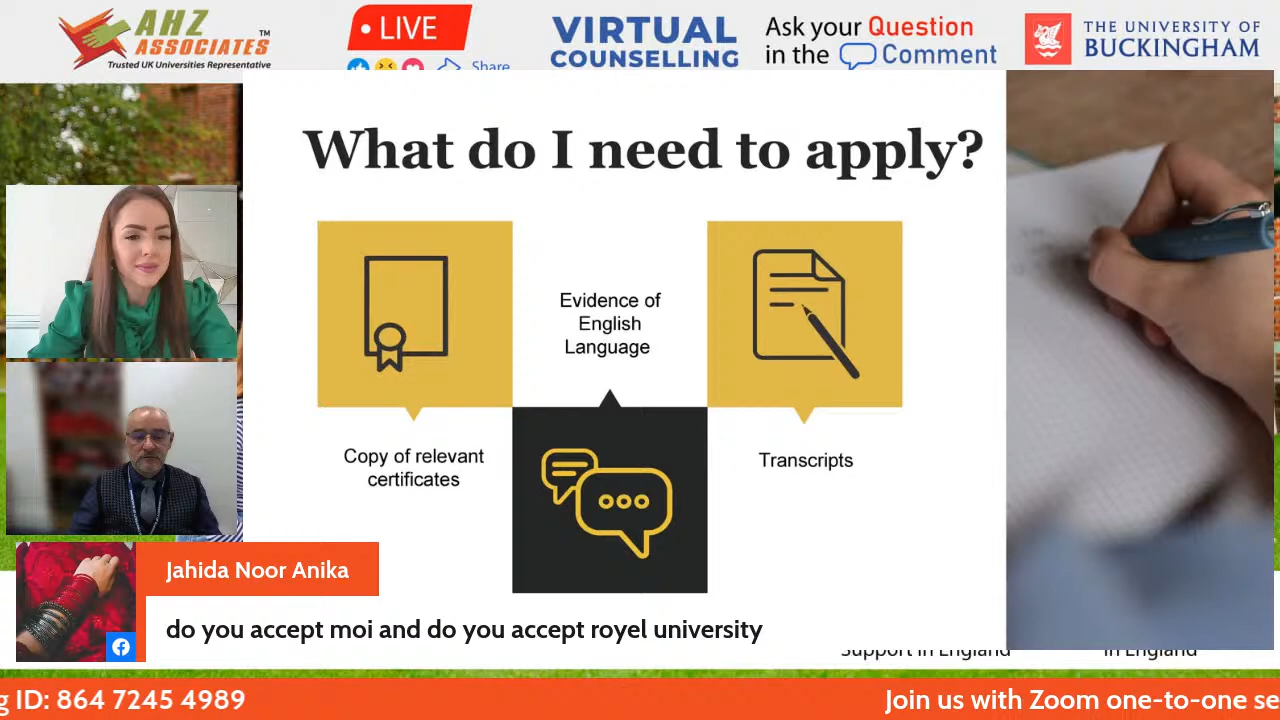 AHZ
ASSOCIATES
TM
Trusted UK Universities Representative
LIVE
Share
VIRTUAL
COUNSELLING
Ask your Question
in the Comment
THE UNIVERSITY OF
BUCKINGHAM
What do I need to apply?
Evidence of
English
Language
Copy of relevant
certificates
Transcripts
Jahida Noor Anika
do you accept moi and do you accept royel university
Support in England
in England
g ID: 864 7245 4989
Join us with Zoom one-to-one se